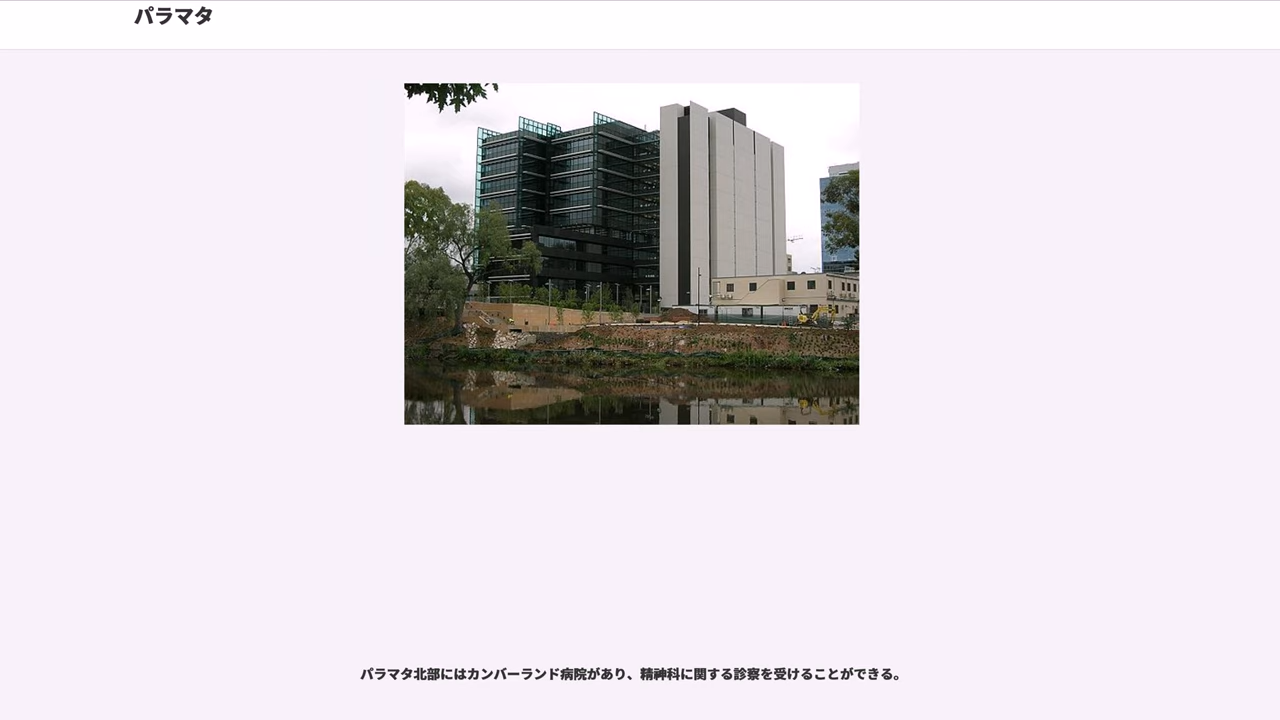 パラマタ
パラマタ北部にはカンバーランド病院があり、精神科に関する診察を受けることができる。